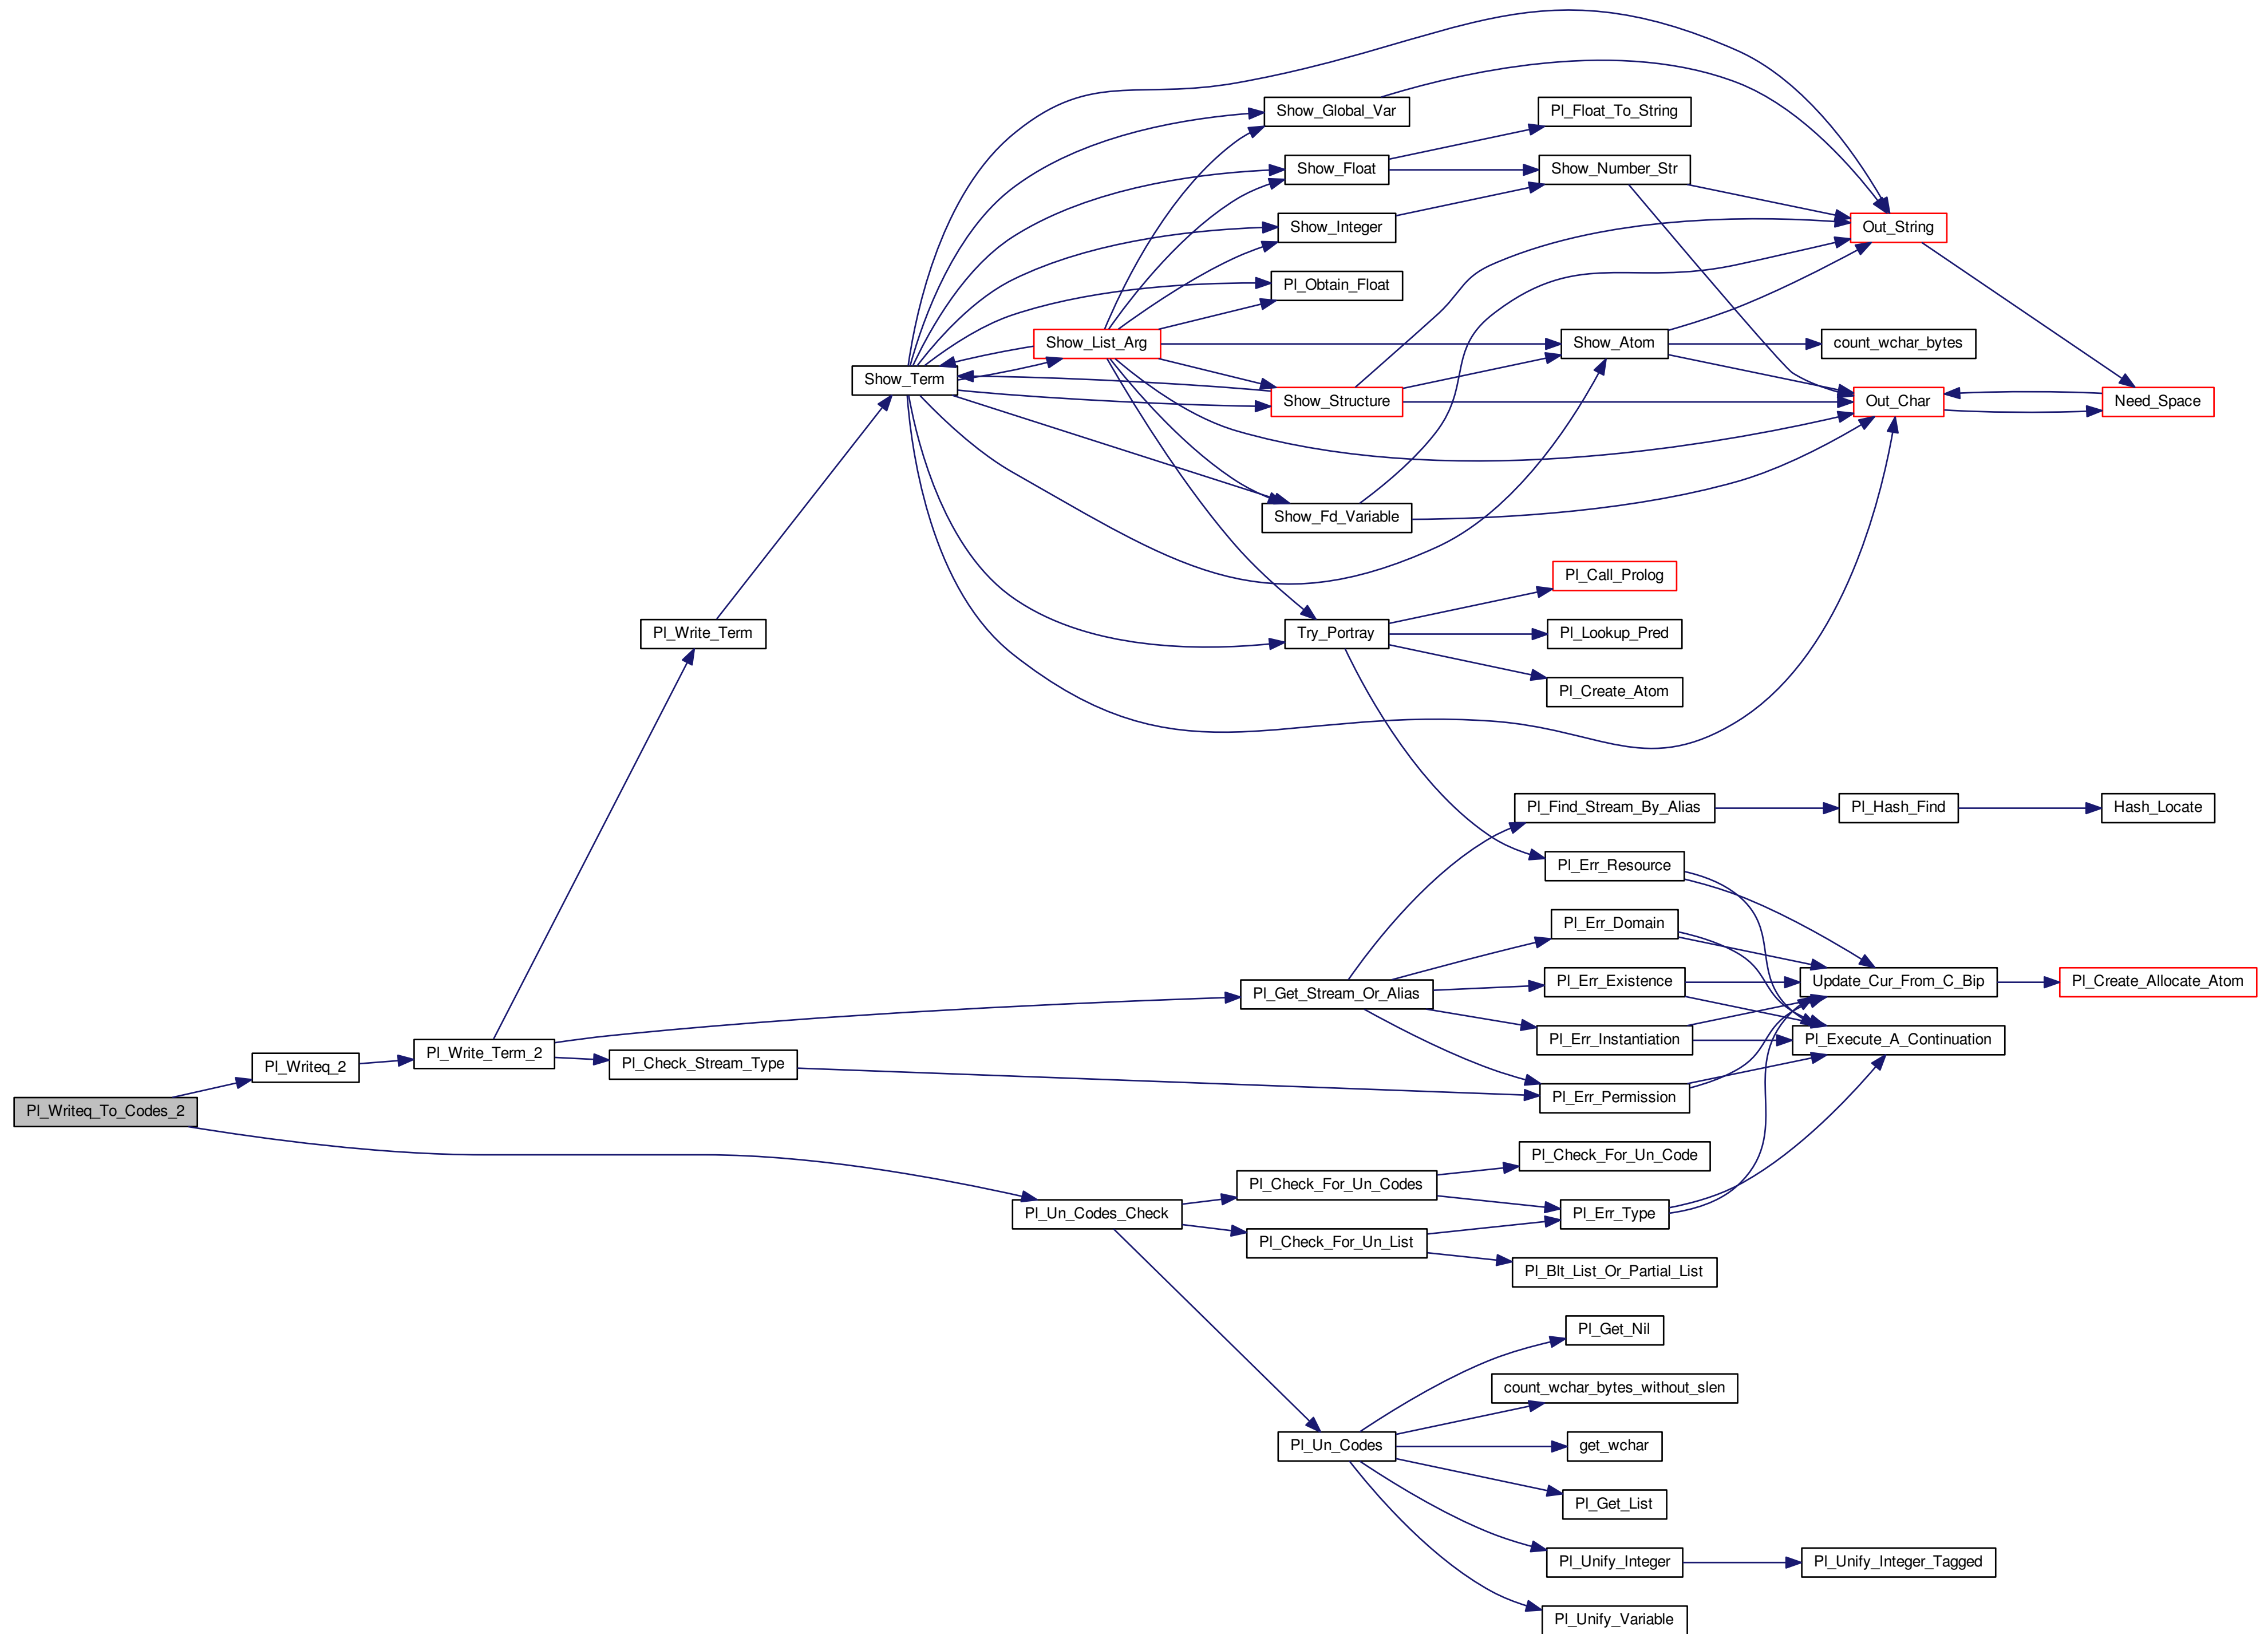 Show_Global_Var
Pl_Float_To_String
Show_Float
Show_Number_Str
Show_Integer
Out_String
Pl_Obtain_Float
Show_List_Arg
Show_Atom
count_wchar_bytes
Show_Term
Show_Structure
Out_Char
Need_Space
Show_Fd_Variable
Pl_Call_Prolog
Pl_Write_Term
Try_Portray
Pl_Lookup_Pred
Pl_Create_Atom
Pl_Find_Stream_By_Alias
Pl_Hash_Find
Hash_Locate
Pl_Err_Resource
Pl_Err_Domain
Pl_Get_Stream_Or_Alias
Pl_Err_Existence
Update_Cur_From_C_Bip
Pl_Create_Allocate_Atom
Pl_Err_Instantiation
Pl_Execute_A_Continuation
Pl_Write_Term_2
Pl_Writeq_2
Pl_Check_Stream_Type
Pl_Err_Permission
Pl_Writeq_To_Codes_2
Pl_Check_For_Un_Code
Pl_Check_For_Un_Codes
Pl_Un_Codes_Check
Pl_Err_Type
Pl_Check_For_Un_List
Pl_Blt_List_Or_Partial_List
Pl_Get_Nil
count_wchar_bytes_without_slen
Pl_Un_Codes
get_wchar
Pl_Get_List
Pl_Unify_Integer
Pl_Unify_Integer_Tagged
Pl_Unify_Variable